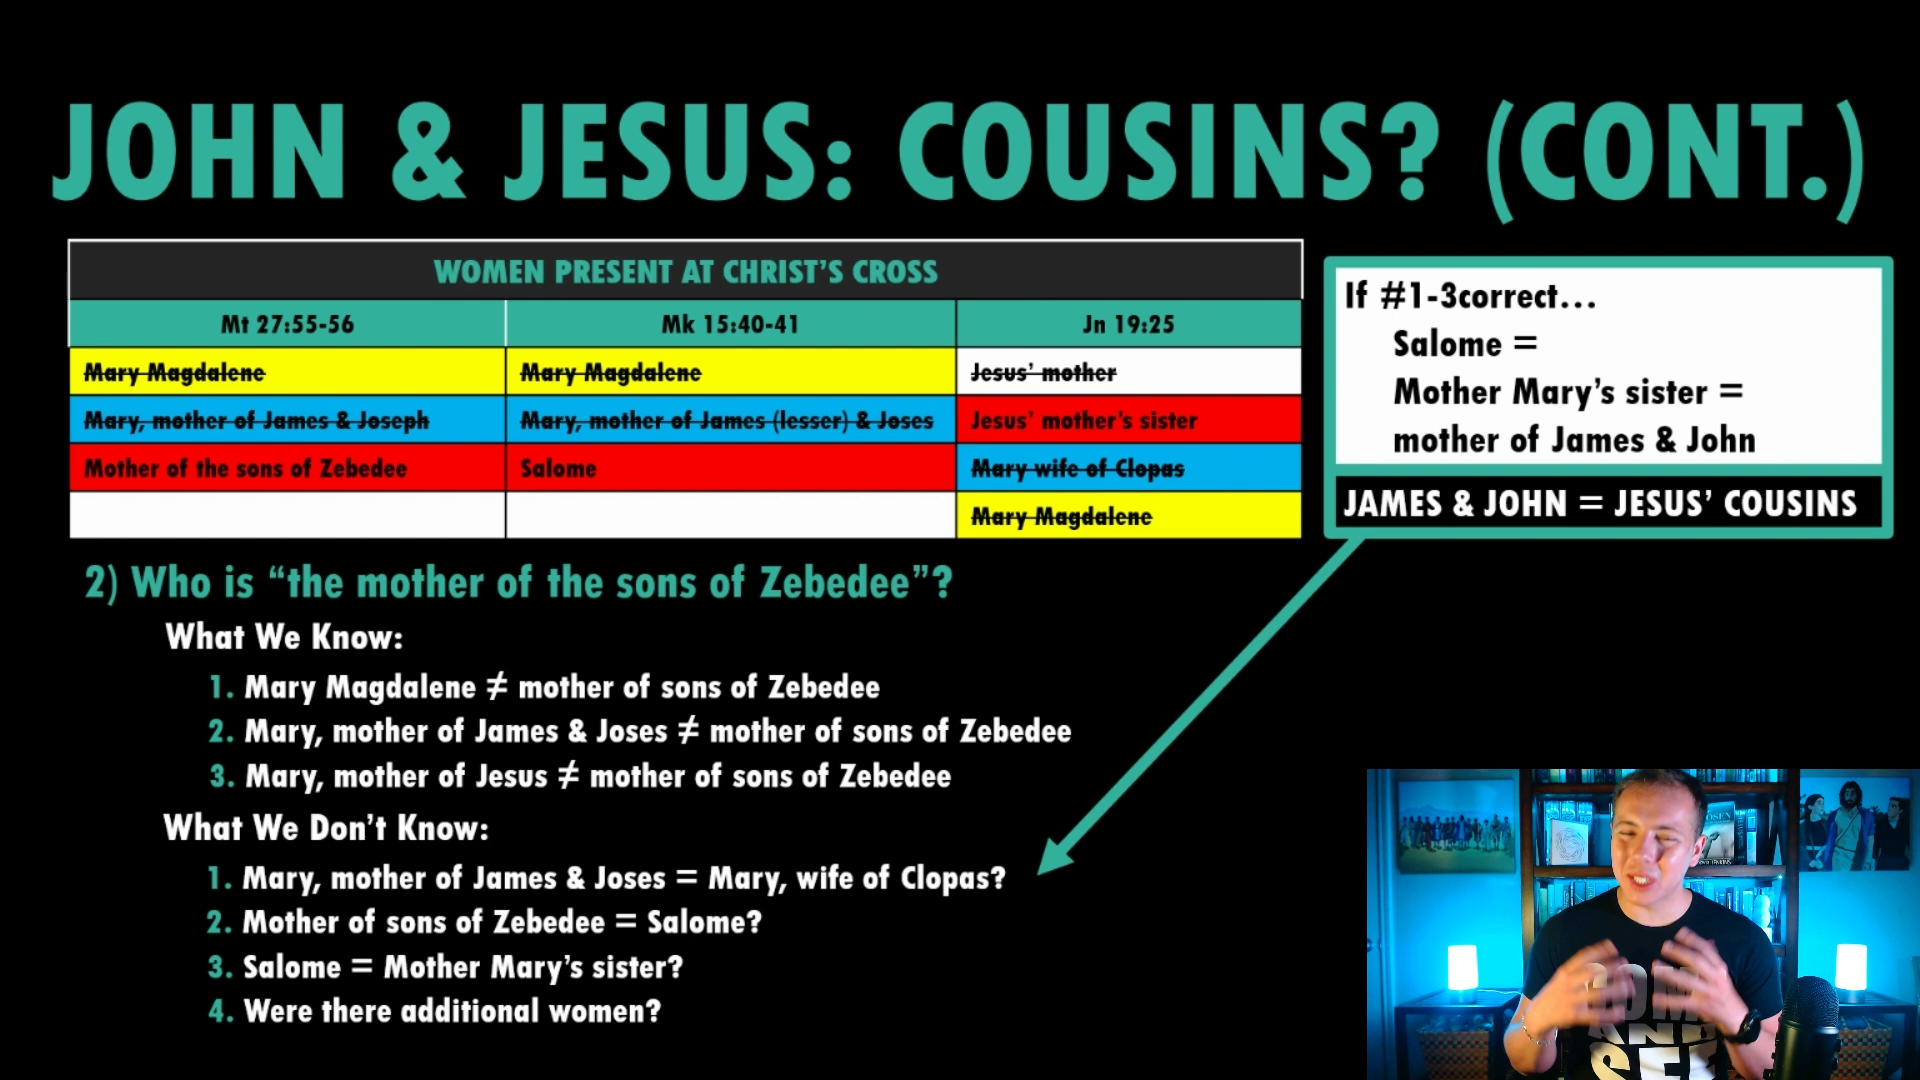 JOHN & JESUS: COUSINS? (CONT.)
WOMEN PRESENT AT CHRIST'S CROSS
Mt 27:55-56
Mk 15:40-41
Jn 19:25
Mary Magdalene
Mary Magdalene
Jesus' mother
Mary, mother of James & Joseph
Mary, mother of James (lesser) & Joses
Jesus' mother's sister
Mother of the sons of Zebedee
Salome
Mary wife of Clopas
Mary Magdalene
If #1-3correct...
Salome =
Mother Mary's sister =
mother of James & John
JAMES & JOHN = JESUS' COUSINS
2) Who is “the mother of the sons of Zebedee”?
What We Know:
1. Mary Magdalene ≠ mother of sons of Zebedee
2. Mary, mother of James & Joses ≠ mother of sons of Zebedee
3. Mary, mother of Jesus ≠ mother of sons of Zebedee
What We Don't Know:
1. Mary, mother of James & Joses = Mary, wife of Clopas?
2. Mother of sons of Zebedee = Salome?
3. Salome = Mother Mary's sister?
4. Were there additional women?
AND